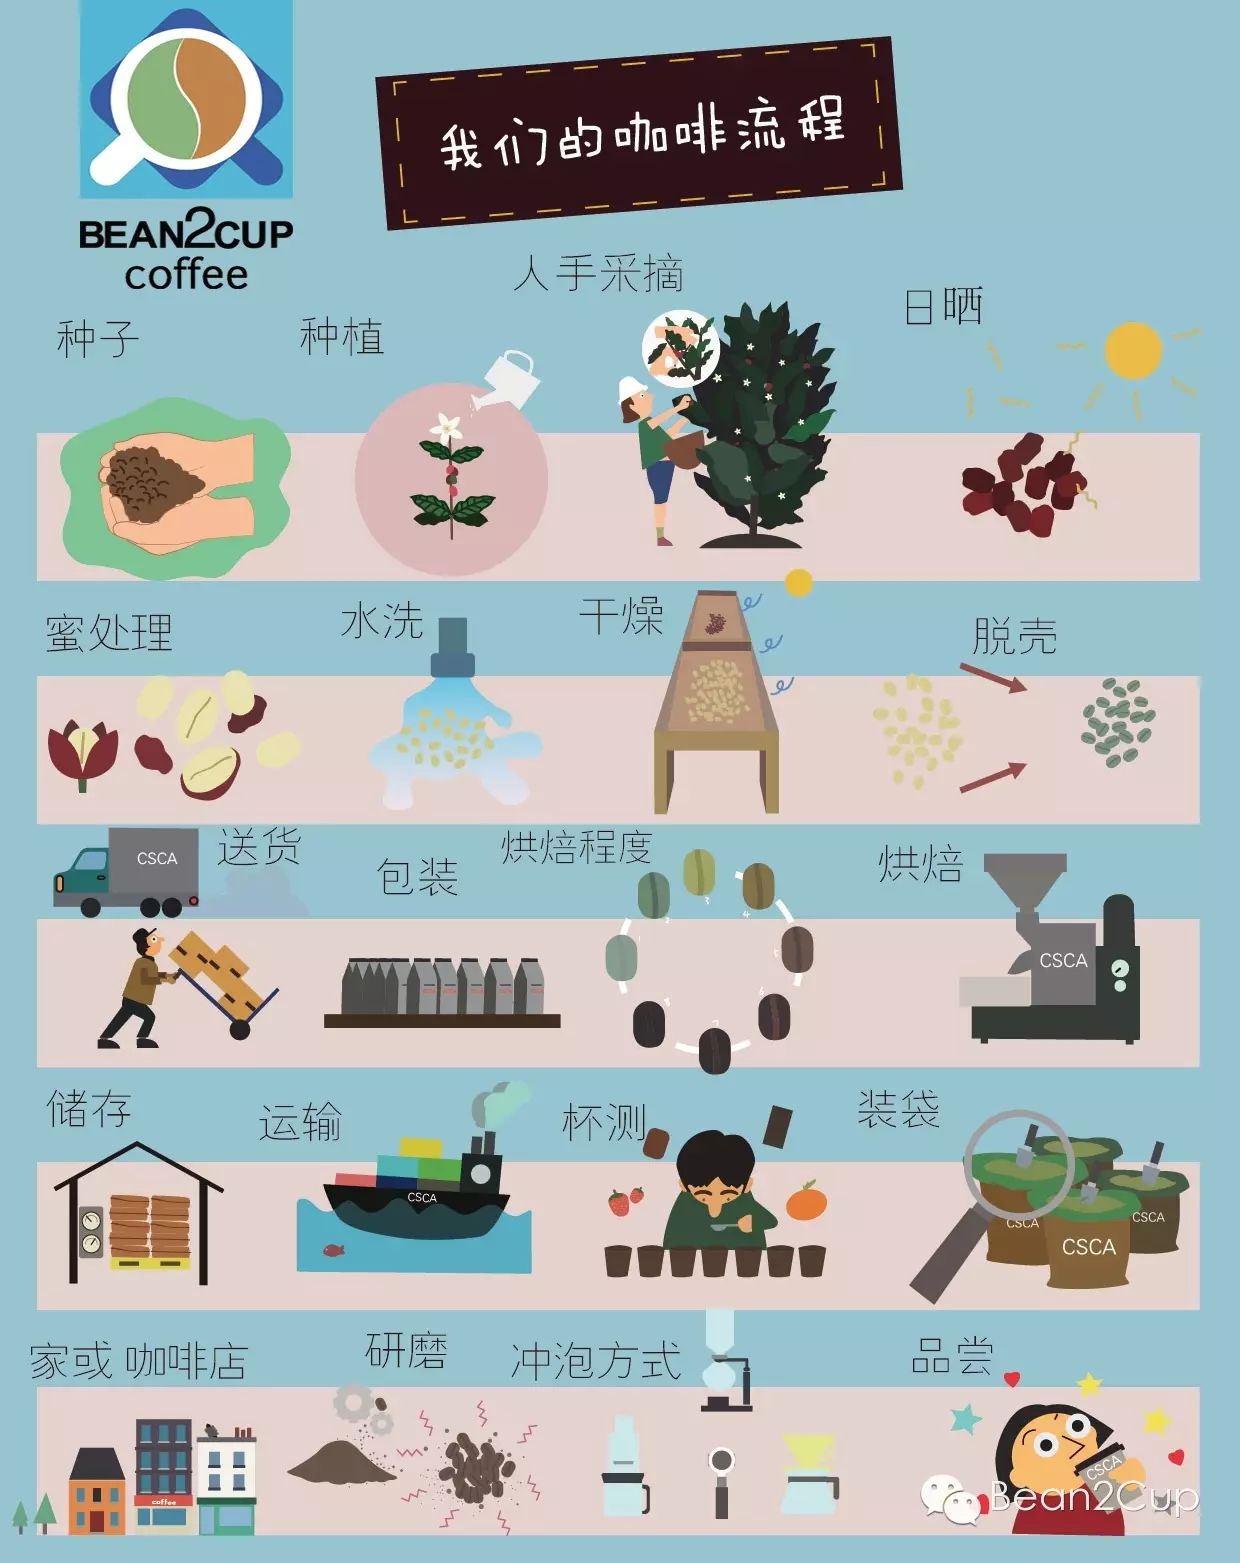 BEAN2CUP
coffee
我们的咖啡流程
种子
种植
人手采摘
日晒
蜜处理
水洗
干燥
脱壳
CSCA
送货
包装
烘焙程度
烘焙
CSCA
储存
运输
CSCA
杯测
装袋
CSCA
CSCA
CSCA
家或 咖啡店
coffee
研磨
冲泡方式
品尝
CSCA
Bean2Cup